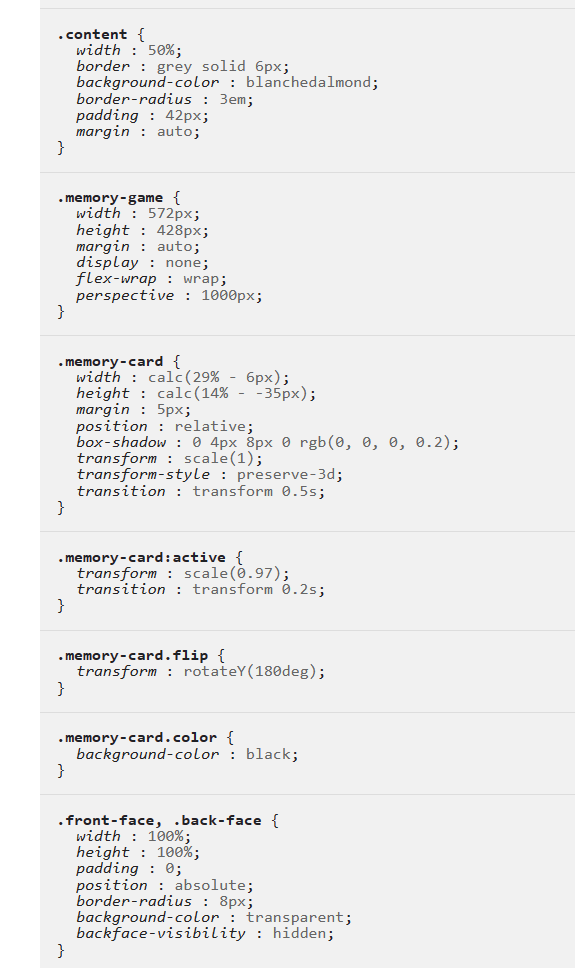 .content {
width : 50%;
border : grey solid 6px;
background-color : blanchedalmond;
border-radius : 3em;
padding : 42px;
margin : auto;
}
.memory-game {
width : 572px;
height : 428px;
margin : auto;
display : none;
flex-wrap : wrap;
perspective : 1000px;
}
.memory-card {
width : calc(29% - 6px);
height : calc(14% - -35px);
margin : 5px;
position : relative;
box-shadow : 0 4px 8px 0 rgb(0, 0, 0, 0.2);
transform : scale(1);
transform-style : preserve-3d;
transition : transform 0.5s;
}
.memory-card:active {
transform : scale(0.97);
transition : transform 0.2s;
}
.memory-card.flip {
transform : rotateY(180deg);
}
.memory-card.color {
background-color : black;
}
.front-face, .back-face {
width : 100%;
height : 100%;
padding : 0;
position : absolute;
border-radius : 8px;
background-color : transparent;
backface-visibility : hidden;
}